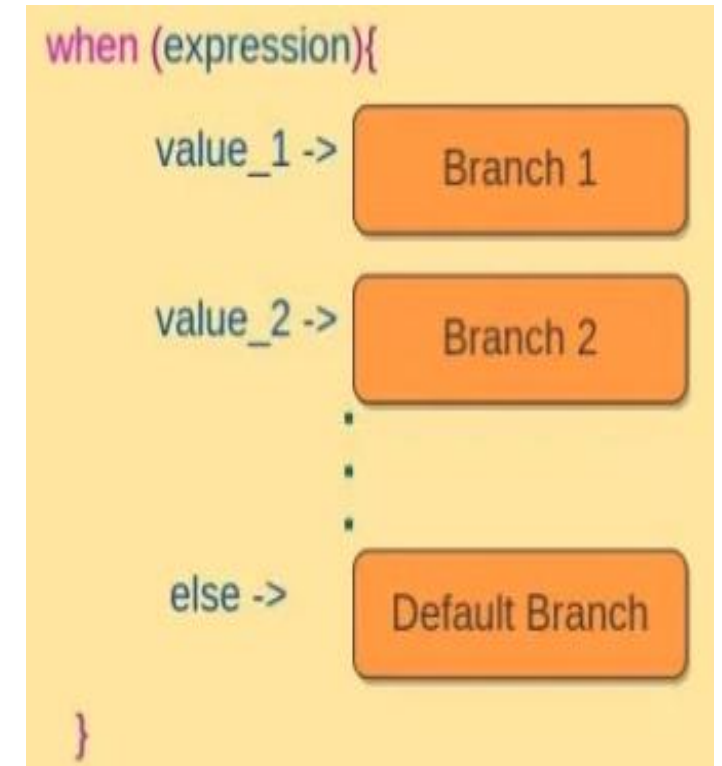 when (expression){
value_1 -> Branch 1
value_2 -> Branch 2
.
.
.
else -> Default Branch
}